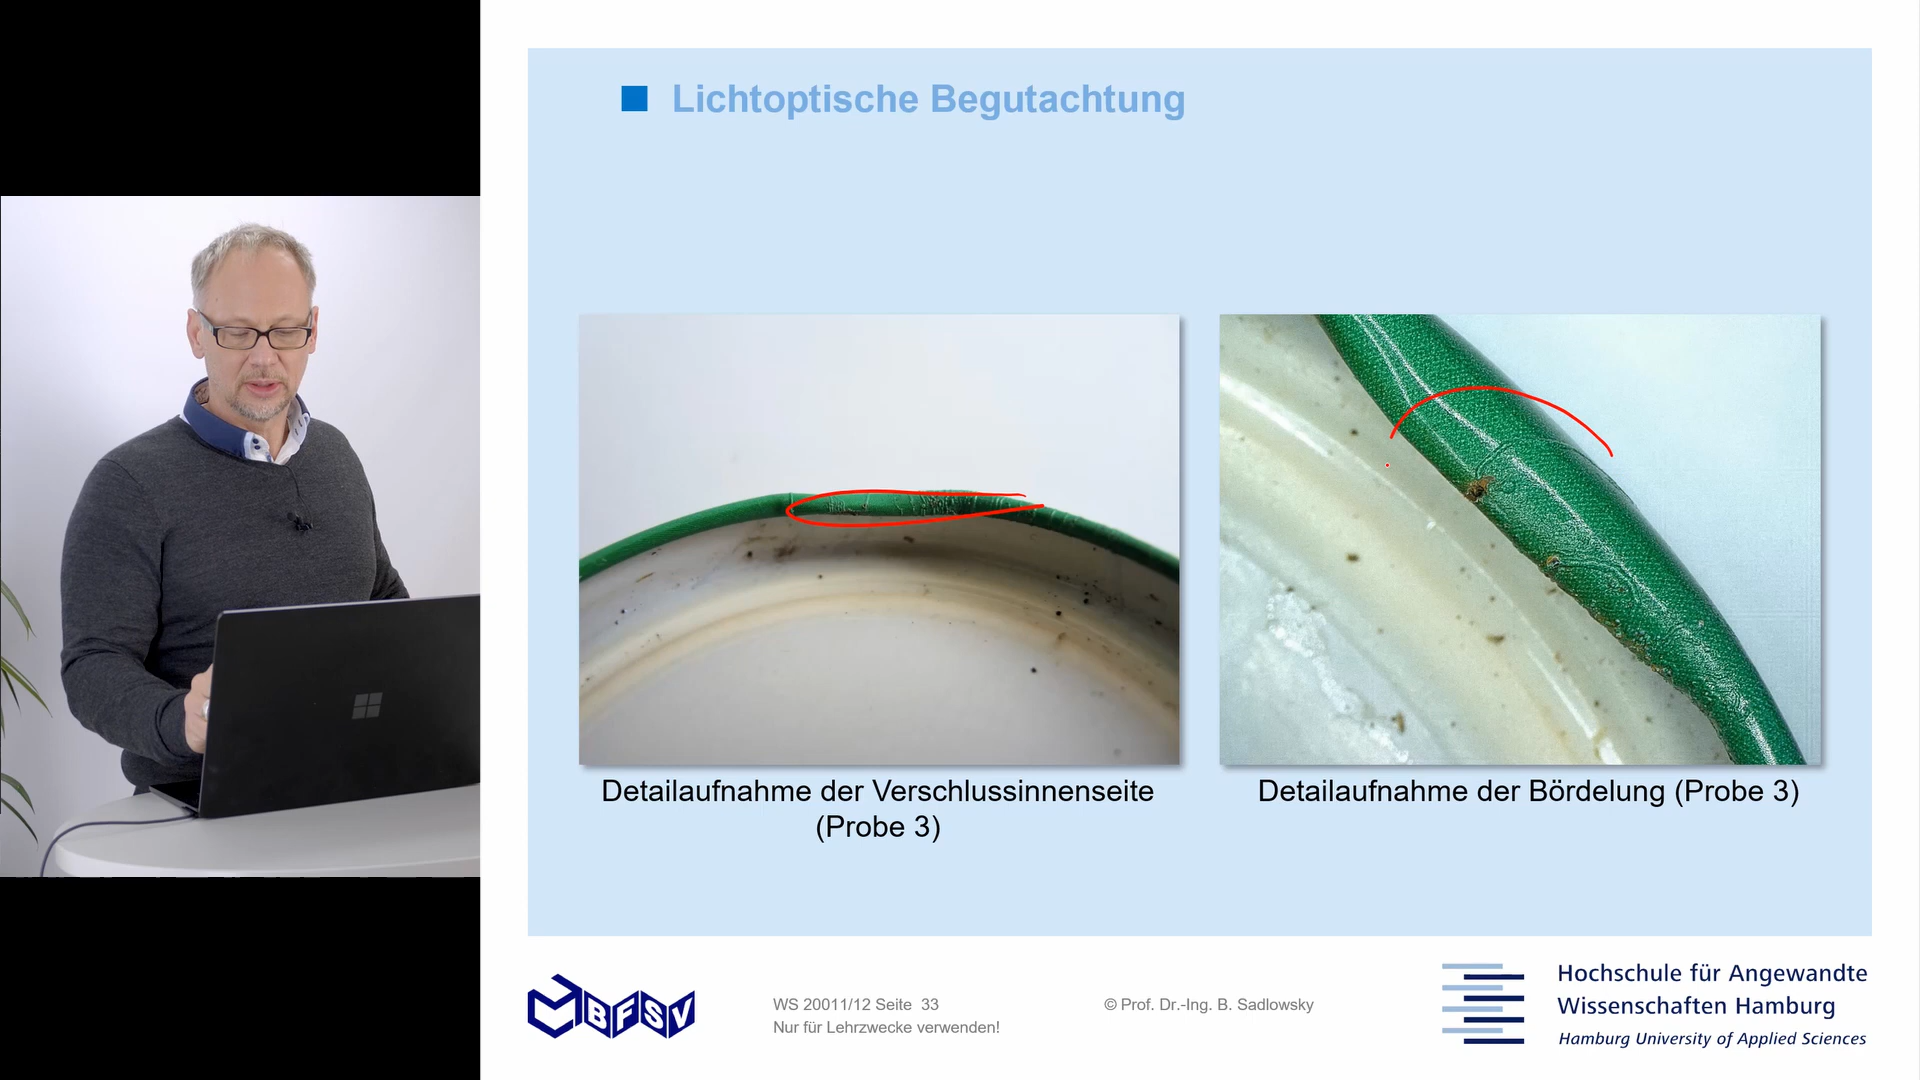 Lichtoptische Begutachtung
Detailaufnahme der Verschlussinnenseite
(Probe 3)
Detailaufnahme der Bördelung (Probe 3)
BFSV
WS 20011/12 Seite 33
Nur für Lehrzwecke verwenden!
© Prof. Dr.-Ing. B. Sadlowsky
Hochschule für Angewandte
Wissenschaften Hamburg
Hamburg University of Applied Sciences